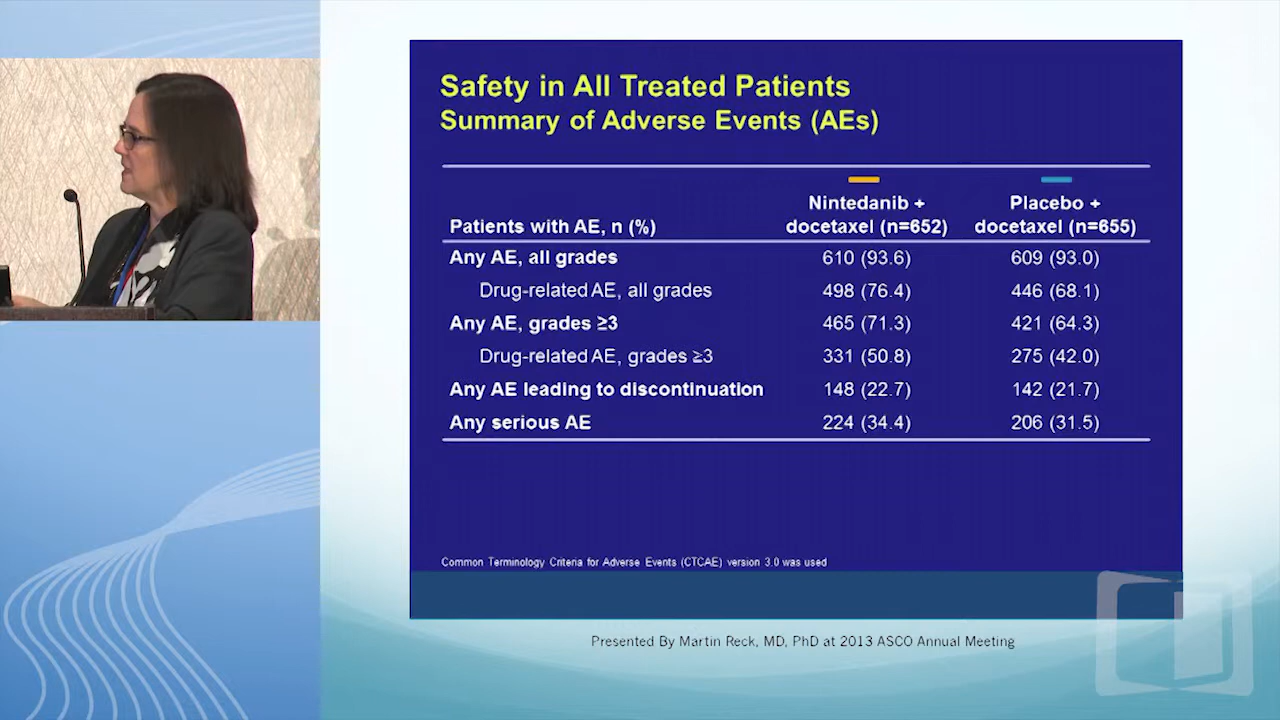 Safety in All Treated Patients
Summary of Adverse Events (AEs)
Patients with AE, n (%) Nintedanib + docetaxel (n=652) Placebo + docetaxel (n=655)
Any AE, all grades 610 (93.6) 609 (93.0)
Drug-related AE, all grades 498 (76.4) 446 (68.1)
Any AE, grades ≥3 465 (71.3) 421 (64.3)
Drug-related AE, grades ≥3 331 (50.8) 275 (42.0)
Any AE leading to discontinuation 148 (22.7) 142 (21.7)
Any serious AE 224 (34.4) 206 (31.5)
Common Terminology Criteria for Adverse Events (CTCAE) version 3.0 was used
Presented By Martin Reck, MD, PhD at 2013 ASCO Annual Meeting